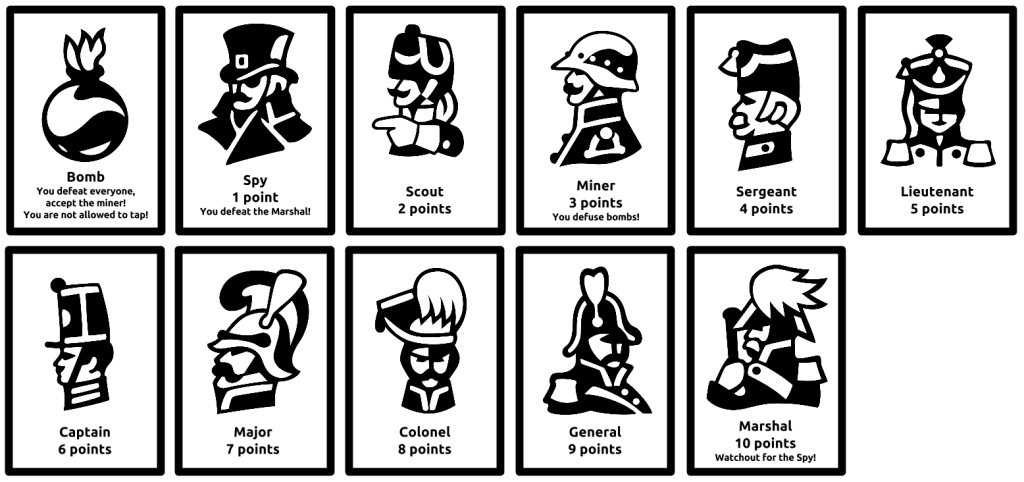 Bomb
You defeat everyone,
accept the miner!
You are not allowed to tap!
Spy
1 point
You defeat the Marshal!
Scout
2 points
Miner
3 points
You defuse bombs!
Sergeant
4 points
Lieutenant
5 points
Captain
6 points
Major
7 points
Colonel
8 points
General
9 points
Marshal
10 points
Watchout for the Spy!